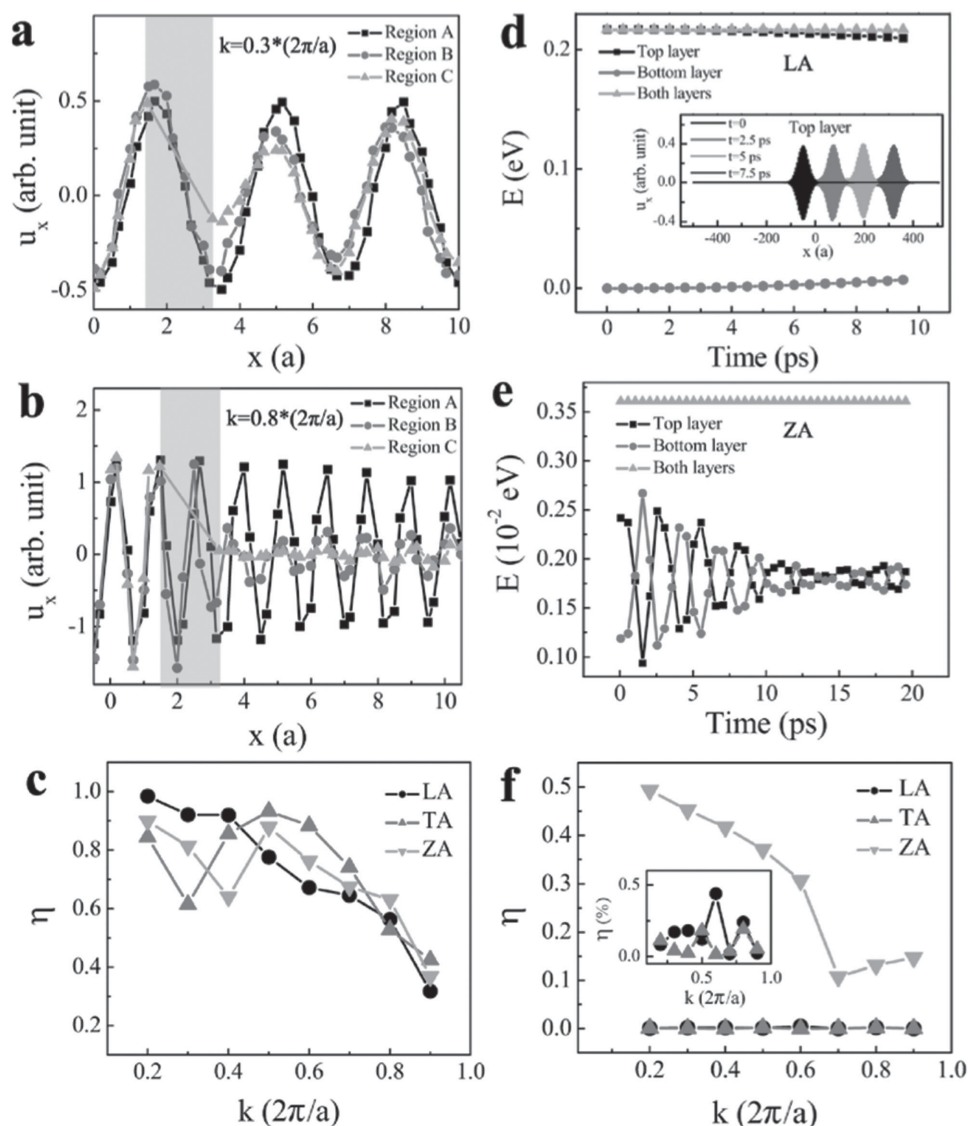 a
k=0.3*(2π/a)
Region A
Region B
Region C
u_x (arb. unit)
0.5
0.0
-0.5
0 2 4 6 8 10
x (a)
b
k=0.8*(2π/a)
Region A
Region B
Region C
u_x (arb. unit)
2
1
0
-1
0 2 4 6 8 10
x (a)
c
LA
TA
ZA
η
1.0
0.8
0.6
0.4
0.2
0.2 0.4 0.6 0.8 1.0
k (2π/a)
d
LA
Top layer
Bottom layer
Both layers
E (eV)
0.2
0.1
0.0
t=0
t=2.5 ps
t=5 ps
t=7.5 ps
Top layer
u_x (arb. unit)
0.4
0.0
-0.4
-400 -200 0 200 400
x (a)
0 2 4 6 8 10
Time (ps)
e
ZA
Top layer
Bottom layer
Both layers
E (10⁻² eV)
0.35
0.30
0.25
0.20
0.15
0.10
0 5 10 15 20
Time (ps)
f
LA
TA
ZA
η
0.5
0.4
0.3
0.2
0.1
0.0
η (%)
0.5
0.0
0.5 1.0
k (2π/a)
0.2 0.4 0.6 0.8 1.0
k (2π/a)